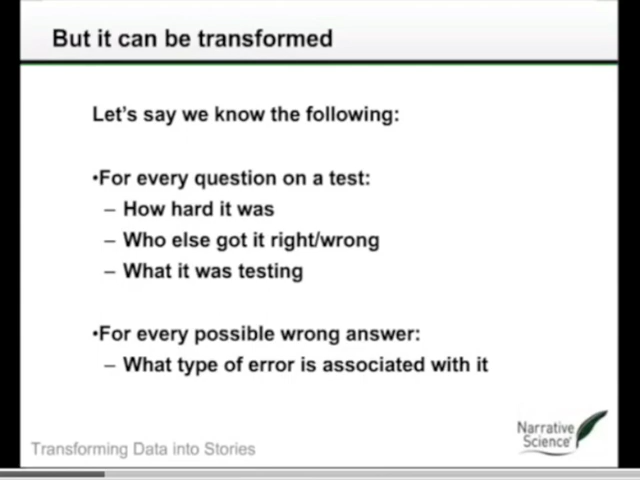 But it can be transformed
Let's say we know the following:
•For every question on a test:
– How hard it was
– Who else got it right/wrong
– What it was testing
•For every possible wrong answer:
– What type of error is associated with it
Narrative
Science
Transforming Data into Stories